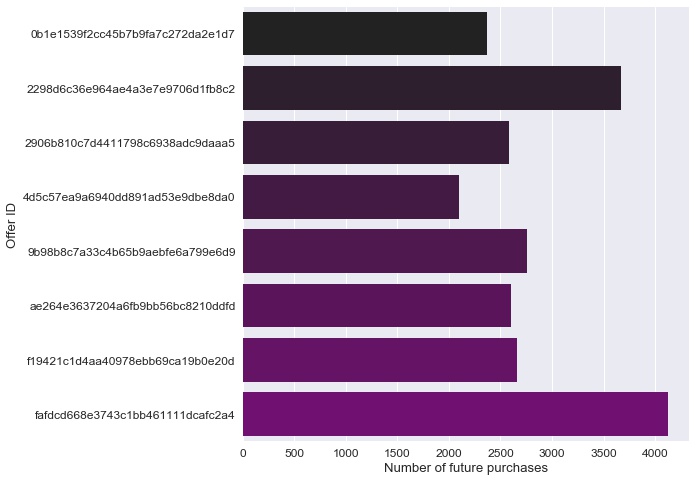 0b1e1539f2cc45b7b9fa7c272da2e1d7
2298d6c36e964ae4a3e7e9706d1fb8c2
2906b810c7d4411798c6938adc9daaa5
4d5c57ea9a6940dd891ad53e9dbe8da0
9b98b8c7a33c4b65b9aebfe6a799e6d9
ae264e3637204a6fb9bb56bc8210ddfd
f19421c1d4aa40978ebb69ca19b0e20d
fafdcd668e3743c1bb461111dcafc2a4
Offer ID
0 500 1000 1500 2000 2500 3000 3500 4000
Number of future purchases